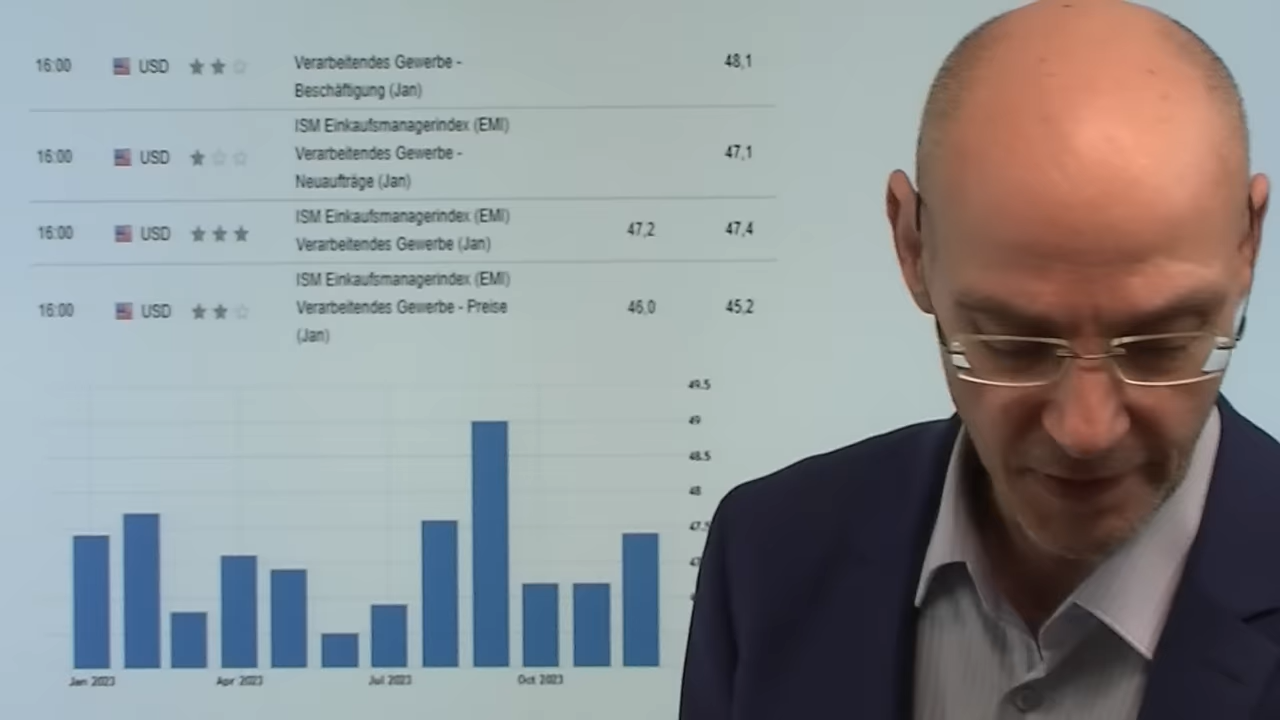 16:00 USD Verarbeitendes Gewerbe - 48,1
Beschäftigung (Jan)
ISM Einkaufsmanagerindex (EMI)
16:00 USD Verarbeitendes Gewerbe - 47,1
Neuaufträge (Jan)
ISM Einkaufsmanagerindex (EMI)
16:00 USD Verarbeitendes Gewerbe (Jan) 47,2 47,4
ISM Einkaufsmanagerindex (EMI)
16:00 USD Verarbeitendes Gewerbe - Preise 46,0 45,2
(Jan)
49.5
49
48.5
48
47.5
47
Jan 2023 Apr 2023 Jul 2023 Oct 2023